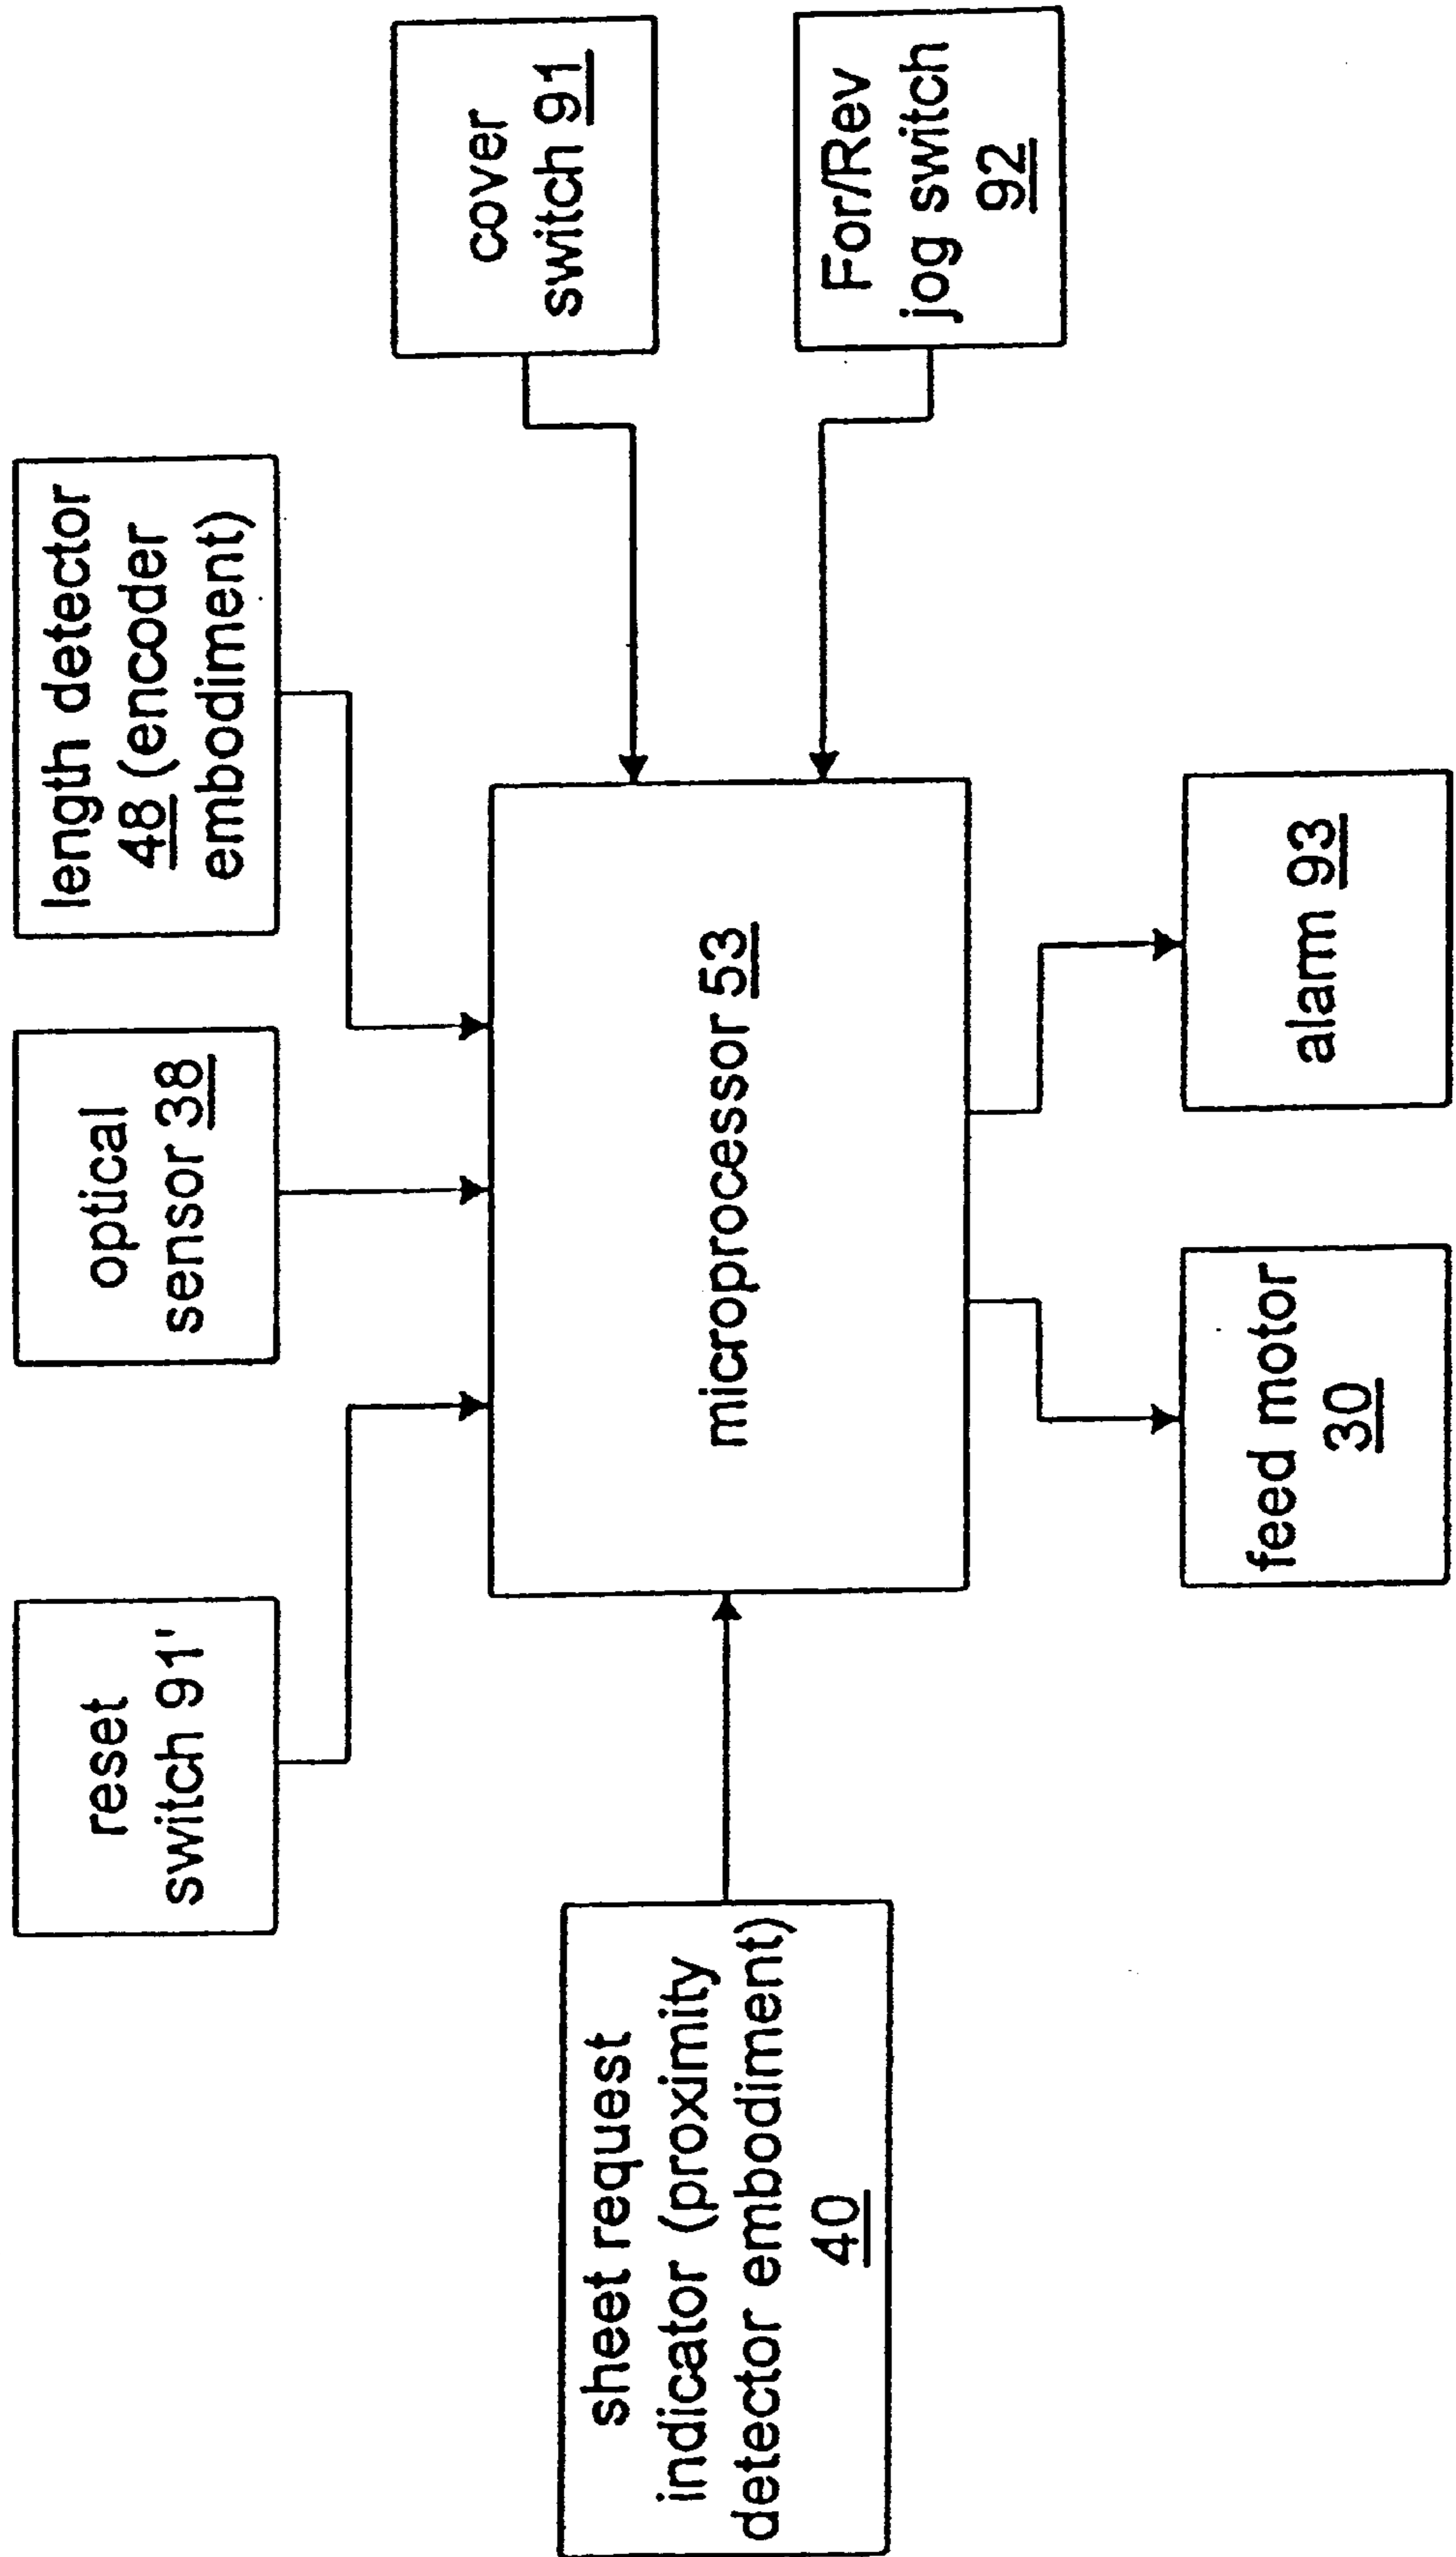 reset
switch 91'
optical
sensor 38
length detector
48 (encoder
embodiment)
cover
switch 91
For/Rev
jog switch
92
sheet request
indicator (proximity
detector embodiment)
40
microprocessor 53
feed motor
30
alarm 93